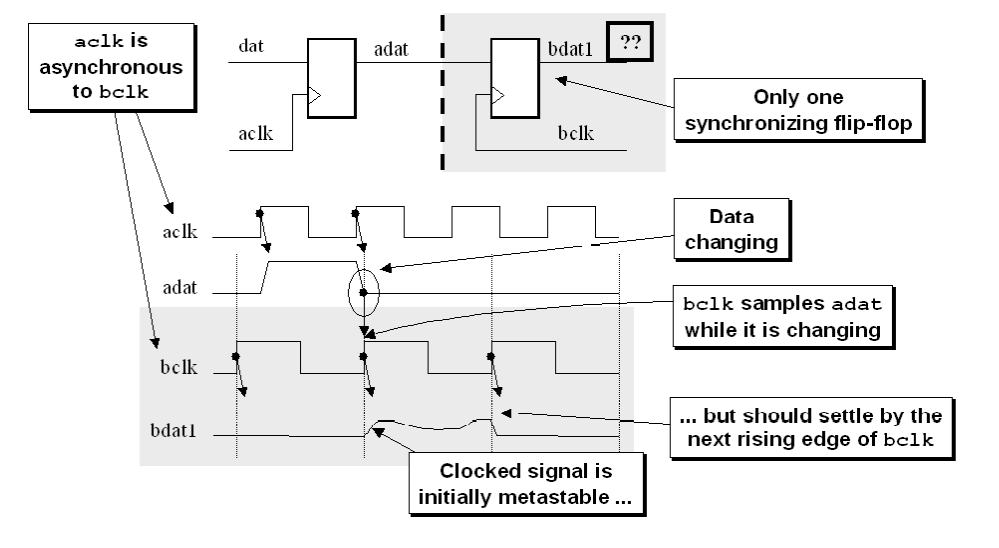 aclk is
asynchronous
to bclk
dat
adat
bdat1
??
aclk
bclk
Only one
synchronizing flip-flop
aclk
Data
changing
adat
bclk samples adat
while it is changing
bclk
bdat1
... but should settle by the
next rising edge of bclk
Clocked signal is
initially metastable ...